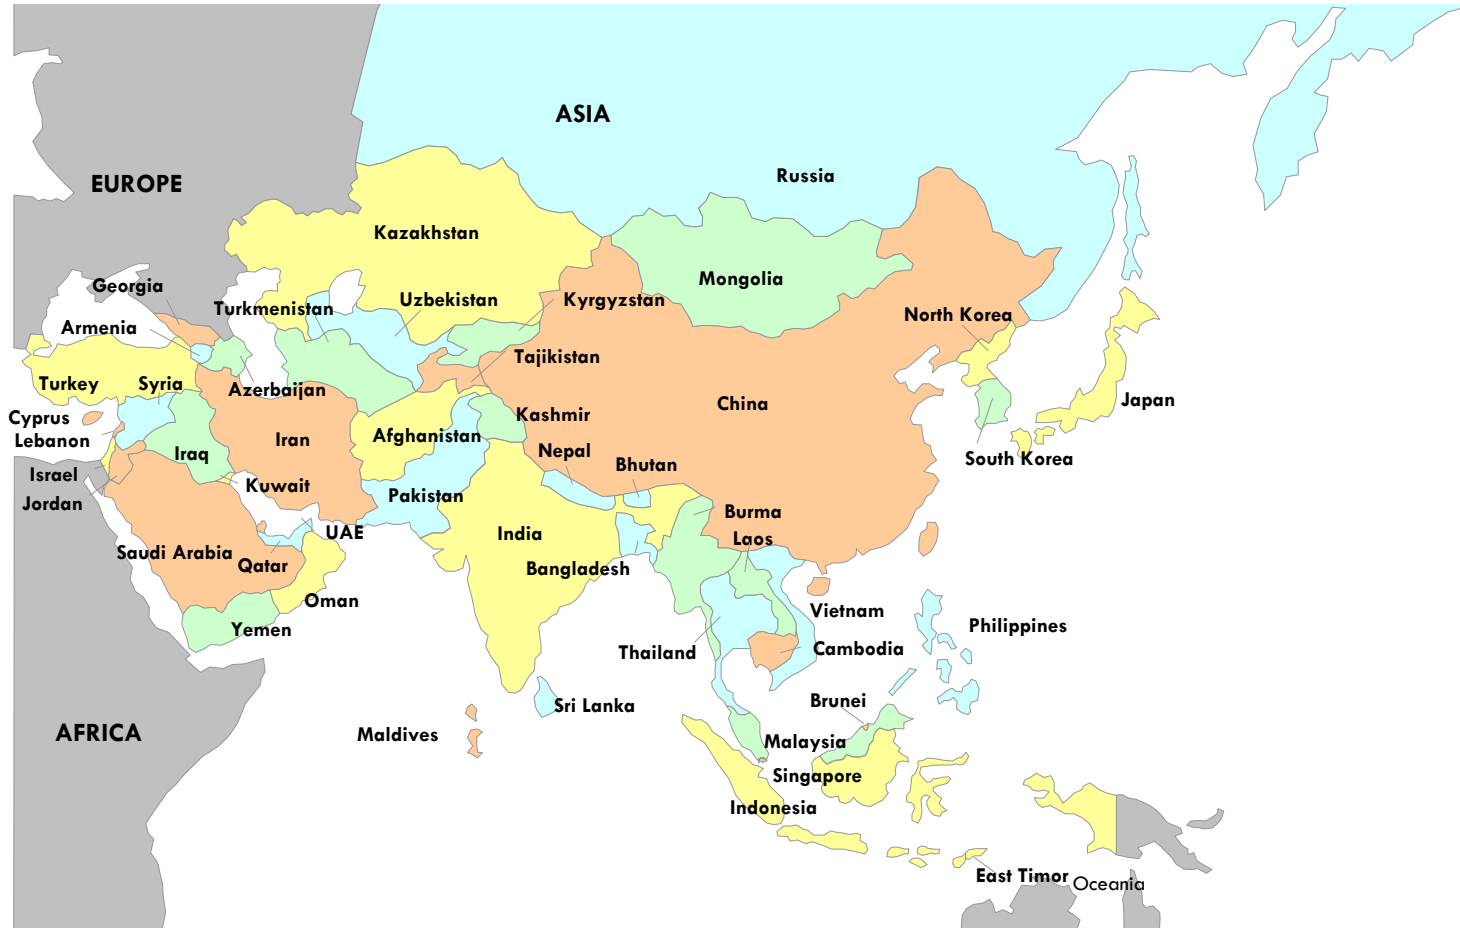 ASIA
Russia
EUROPE
Kazakhstan
Mongolia
Georgia
Turkmenistan
Uzbekistan
Kyrgyzstan
North Korea
Armenia
Tajikistan
Turkey
Syria
Azerbaijan
China
Japan
Cyprus
Kashmir
Lebanon
Iran
Afghanistan
Iraq
Nepal
South Korea
Bhutan
Israel
Kuwait
Jordan
Pakistan
Burma
UAE
India
Laos
Saudi Arabia
Qatar
Bangladesh
Oman
Vietnam
Yemen
Philippines
Thailand
Cambodia
Sri Lanka
Brunei
AFRICA
Maldives
Malaysia
Singapore
Indonesia
East Timor
Oceania